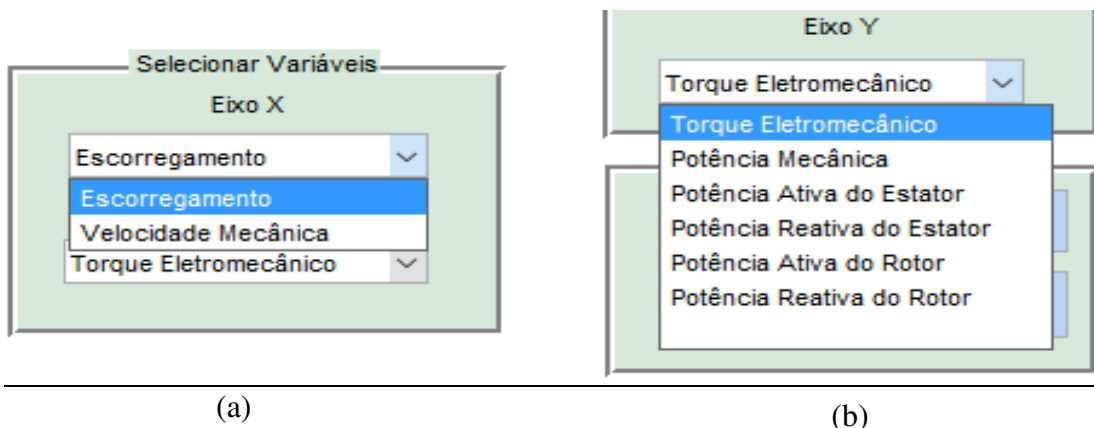 Selecionar Variáveis
Eixo X
Escorregamento
Escorregamento
Velocidade Mecânica
Torque Eletromecânico
(a)
Eixo Y
Torque Eletromecânico
Torque Eletromecânico
Potência Mecânica
Potência Ativa do Estator
Potência Reativa do Estator
Potência Ativa do Rotor
Potência Reativa do Rotor
(b)